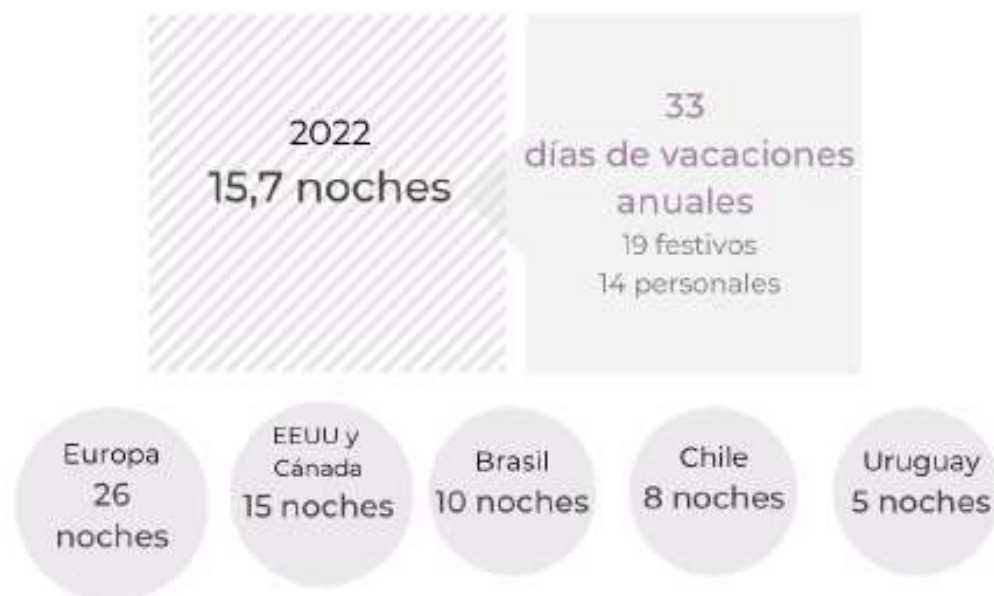 2022
15,7 noches
33
días de vacaciones
anuales
19 festivos
14 personales
Europa
26
noches
EEUU y
Cánada
15 noches
Brasil
10 noches
Chile
8 noches
Uruguay
5 noches